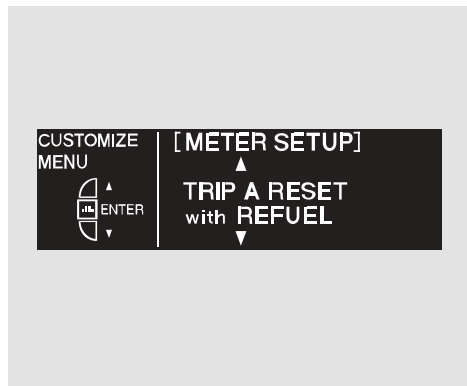 CUSTOMIZE
MENU
ENTER
[METER SETUP]
TRIP A RESET
with REFUEL